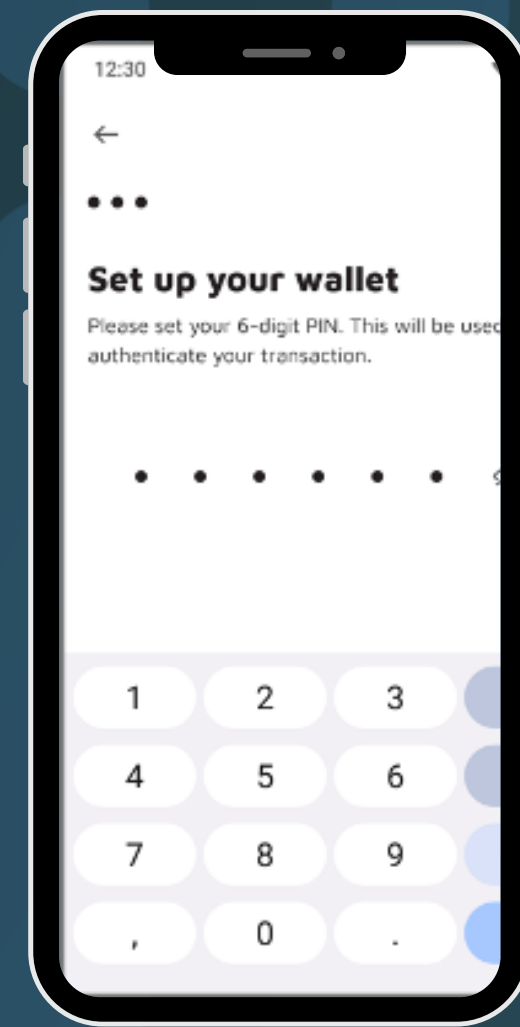 12:30
Set up your wallet
Please set your 6-digit PIN. This will be used
authenticate your transaction.
1 2 3
4 5 6
7 8 9
, 0 .